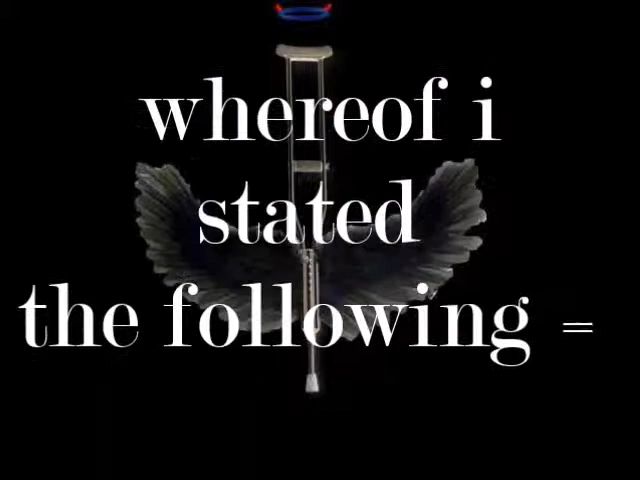 whereof i
stated
the following =